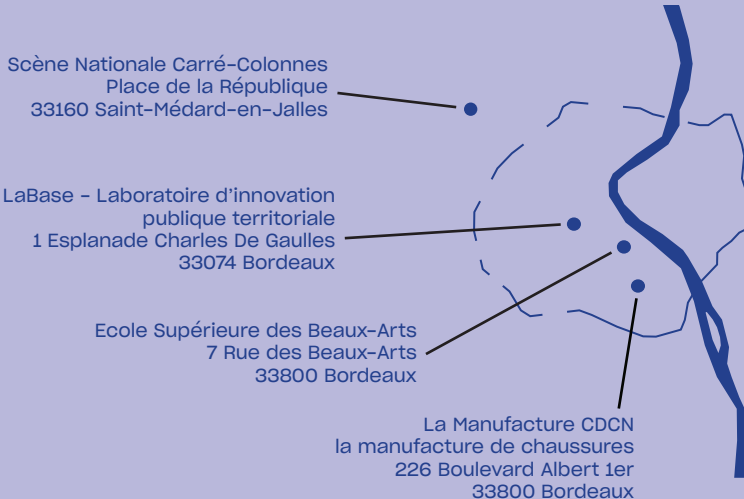 Scène Nationale Carré-Colonnes
Place de la République
33160 Saint-Médard-en-Jalles
LaBase - Laboratoire d'innovation
publique territoriale
1 Esplanade Charles De Gaulles
33074 Bordeaux
Ecole Supérieure des Beaux-Arts
7 Rue des Beaux-Arts
33800 Bordeaux
La Manufacture CDCN
la manufacture de chaussures
226 Boulevard Albert 1er
33800 Bordeaux